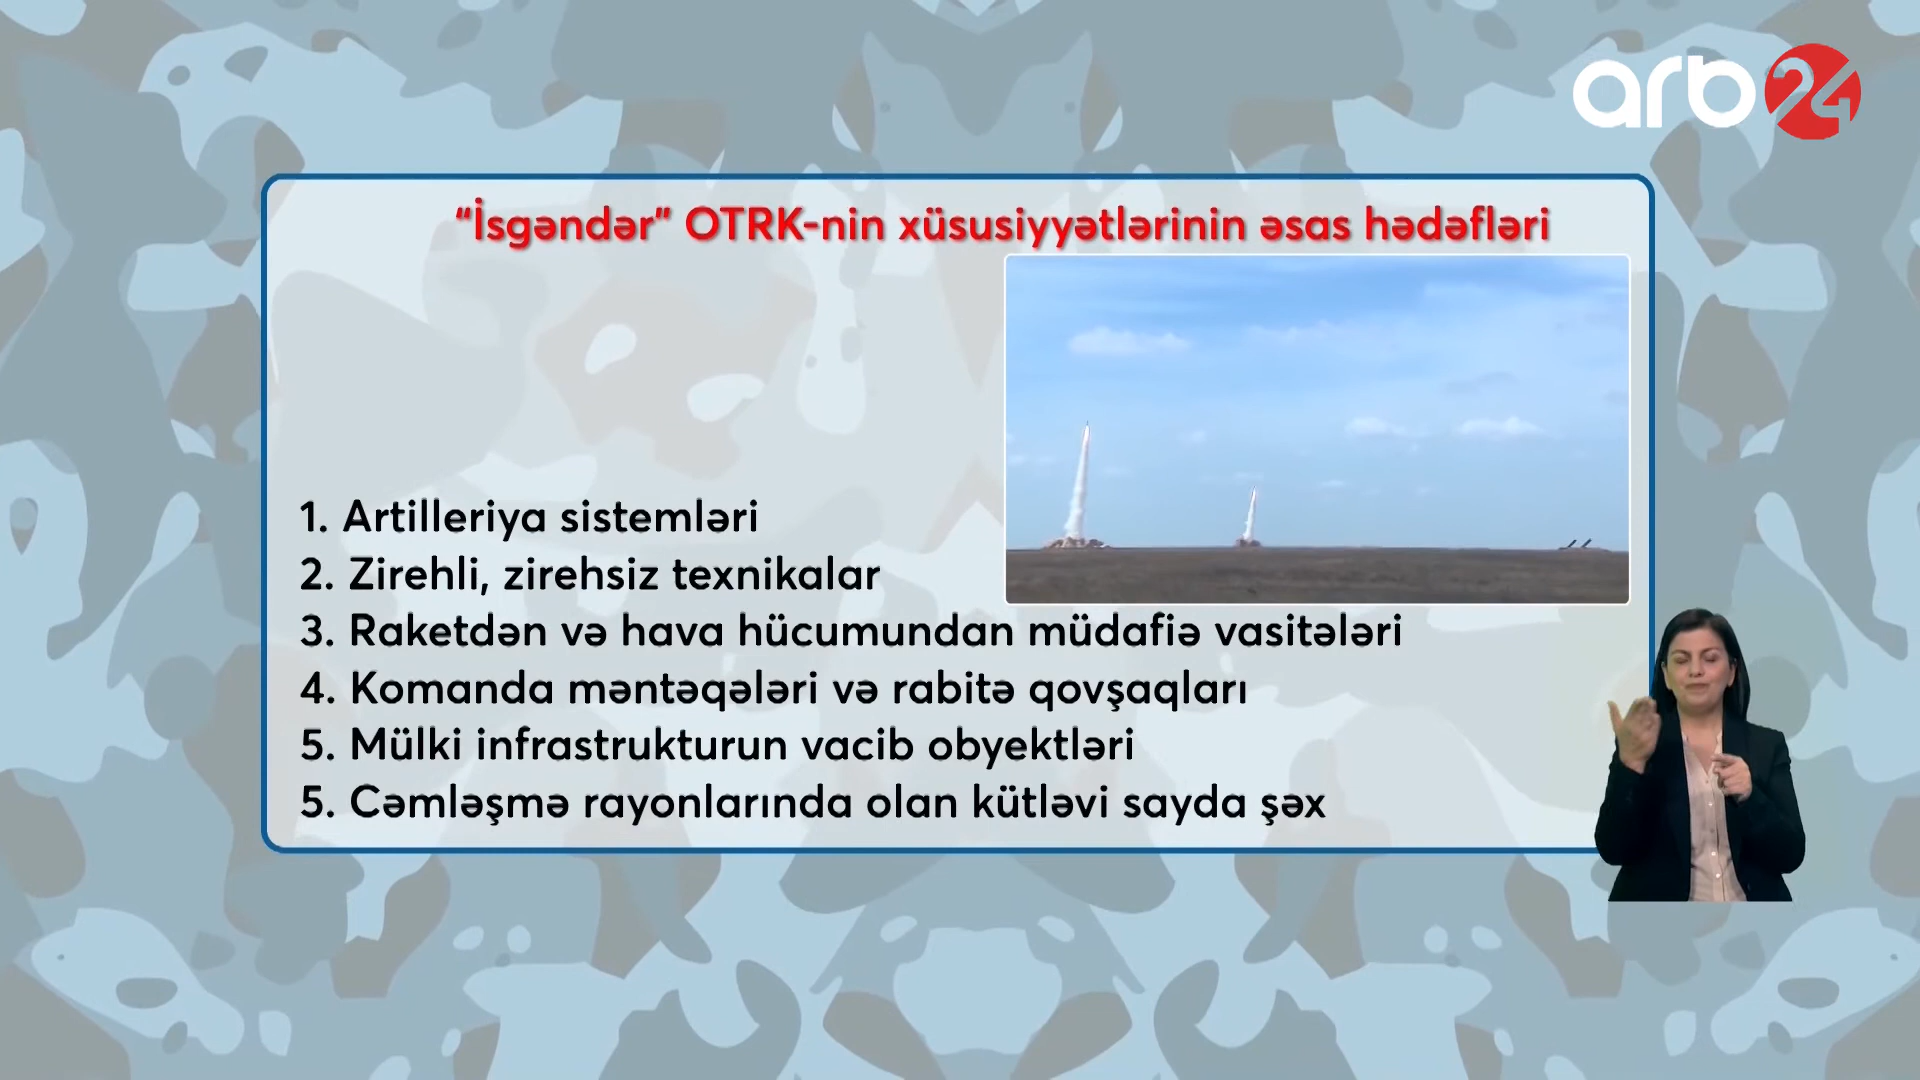 arb24
“İsgəndər” OTRK-nin xüsusiyyətlərinin əsas hədəfləri
1. Artilleriya sistemləri
2. Zirehli, zirehsiz texnikalar
3. Raketdən və hava hücumundan müdafiə vasitələri
4. Komanda məntəqələri və rabitə qovşaqları
5. Mülki infrastrukturun vacib obyektləri
5. Cəmləşmə rayonlarında olan kütləvi sayda şəx